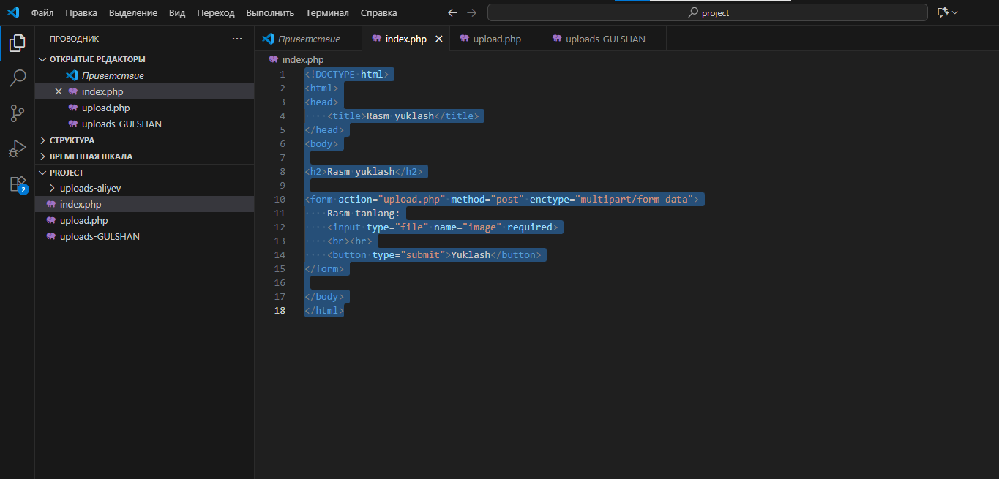 Файл Правка Выделение Вид Переход Выполнить Терминал Справка
project
ПРОВОДНИК
ОТКРЫТЫЕ РЕДАКТОРЫ
Приветствие
index.php
upload.php
uploads-GULSHAN
СТРУКТУРА
ВРЕМЕННАЯ ШКАЛА
PROJECT
uploads-aliyev
index.php
upload.php
uploads-GULSHAN
2
Приветствие index.php upload.php uploads-GULSHAN
index.php
1 <!DOCTYPE html>
2 <html>
3 <head>
4     <title>Rasm yuklash</title>
5 </head>
6 <body>
7
8 <h2>Rasm yuklash</h2>
9
10 <form action="upload.php" method="post" enctype="multipart/form-data">
11     Rasm tanlang:
12     <input type="file" name="image" required>
13     <br><br>
14     <button type="submit">Yuklash</button>
15 </form>
16
17 </body>
18 </html>